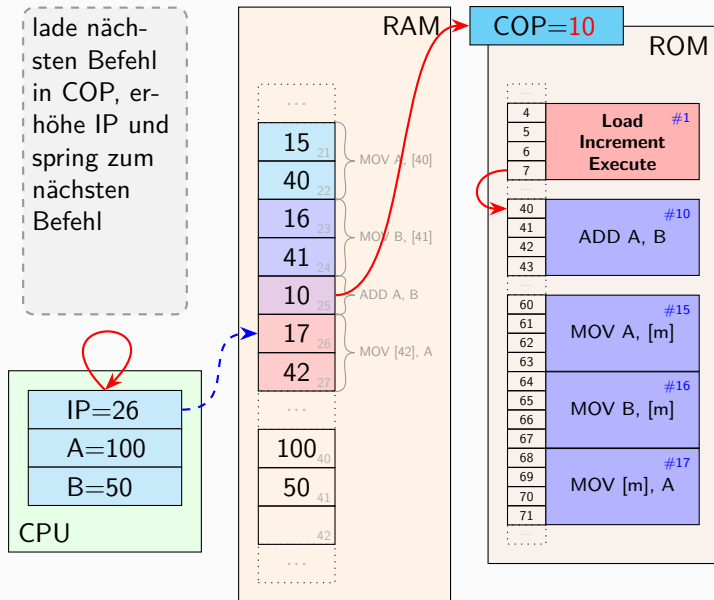 lade näch-
sten Befehl
in COP, er-
höhe IP und
spring zum
nächsten
Befehl
IP=26
A=100
B=50
CPU
RAM
...
15 21
40 22
MOV A, [40]
16 23
41 24
MOV B, [41]
10 25
ADD A, B
17 26
42 27
MOV [42], A
...
100 40
50 41
42
...
COP=10
ROM
...
4
5
6
7
#1
Load
Increment
Execute
...
40
41
42
43
#10
ADD A, B
...
60
61
62
63
#15
MOV A, [m]
64
65
66
67
#16
MOV B, [m]
68
69
70
71
#17
MOV [m], A
...